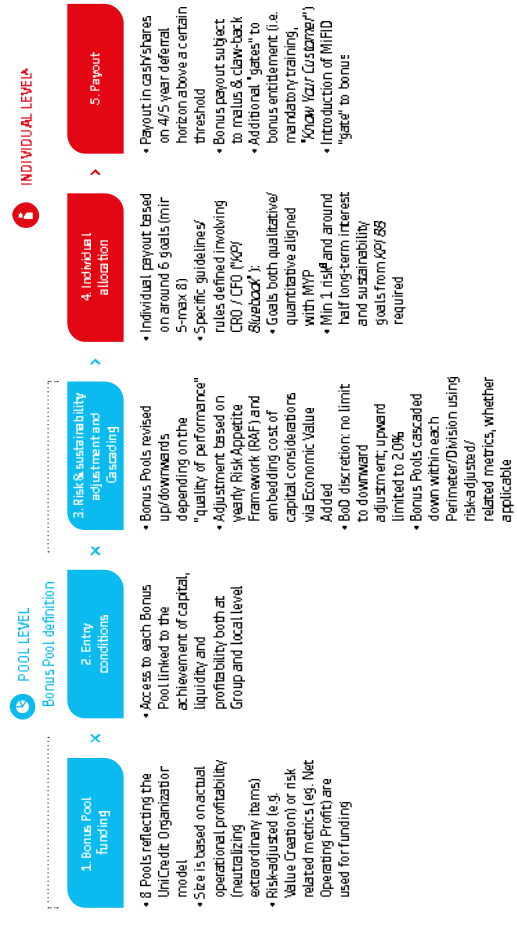 POOL LEVEL
Bonus Pool definition
INDIVIDUAL LEVELᴬ
1. Bonus Pool
funding
x
2. Entry
conditions
x
3. Risk & sustainability
adjustment and
Cascading
>
4. Individual
allocation
>
5. Payout
• 8 Pools reflecting the
UniCredit Organization
model
• Size is based on actual
operational profitability
(neutralizing
extraordinary items)
• Risk-adjusted (e.g.
Value Creation) or risk
related metrics (eg. Net
Operating Profit) are
used for funding
• Access to each Bonus
Pool linked to the
achievement of capital,
liquidity and
profitability both at
Group and local level
• Bonus Pools revised
up/downwards
depending on the
"quality of performance"
• Adjustment based on
yearly Risk Appetite
Framework (RAF) and
embedding cost of
capital considerations
via Economic Value
Added
• BoD discretion: no limit
to downward
adjustment; upward
limited to 20%
• Bonus Pools cascaded
down within each
Perimeter/Division using
risk-adjusted/
related metrics, whether
applicable
• Individual payout based
on around 6 goals (min
5-max 8)
• Specific guidelines/
rules defined involving
CRO / CFO ("KPI
Bluebook"):
• Goals both qualitative/
quantitative aligned
with MYP
• Min 1 riskᴮ and around
half long-term interest
and sustainability
goals from KPI BB
required
• Payout in cash/shares
on 4/5 year deferral
horizon above a certain
threshold
• Bonus payout subject
to malus & claw-back
• Additional "gates" to
bonus entitlement (i.e.
mandatory training,
"Know Your Customer")
• Introduction of MiFID
"gate" to bonus